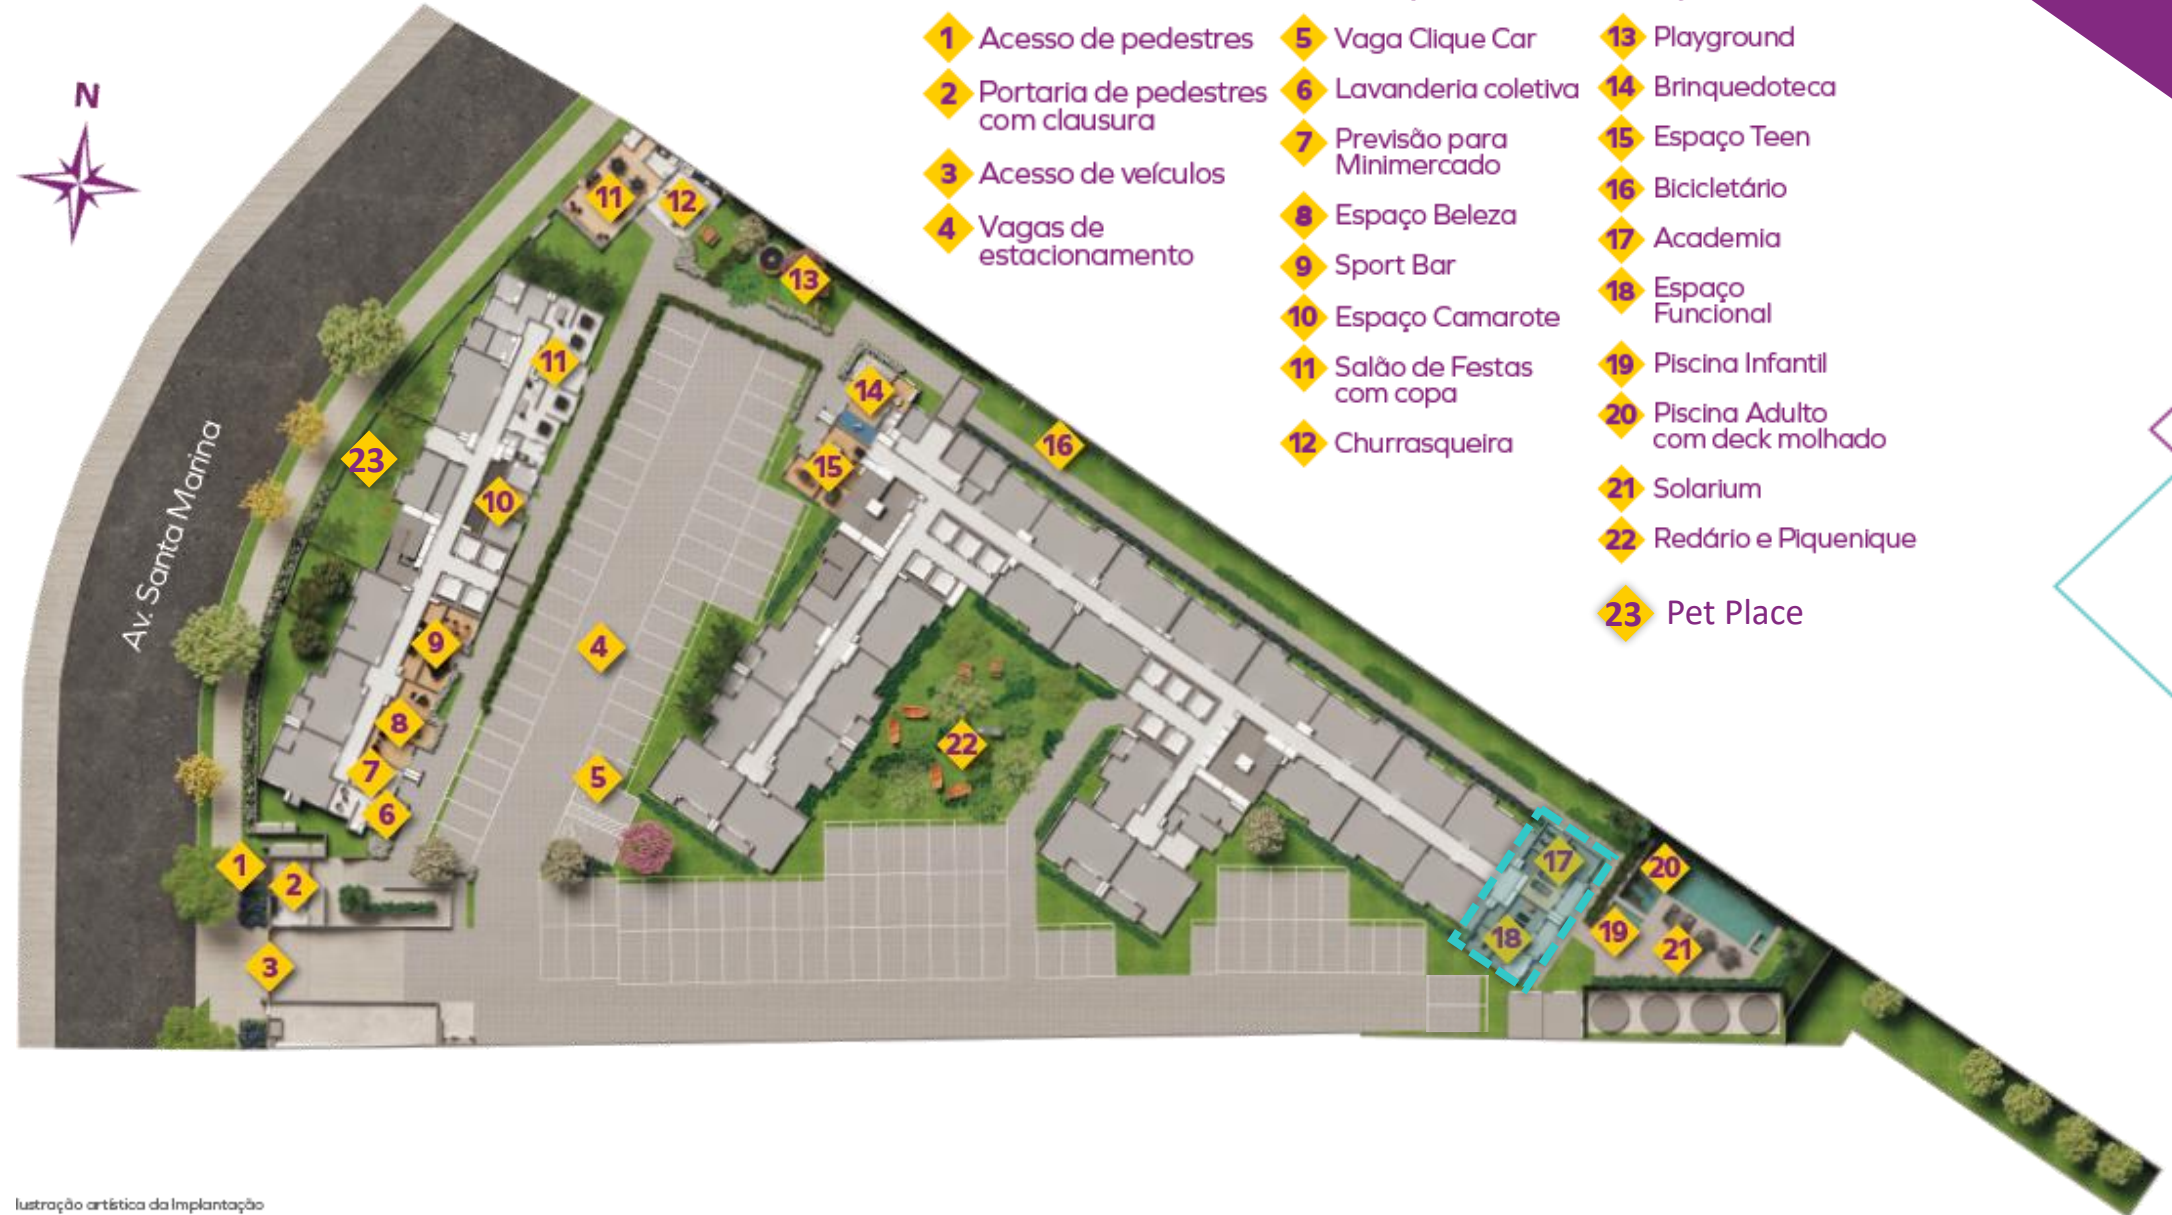 N
1 Acesso de pedestres
2 Portaria de pedestres
com clausura
3 Acesso de veículos
4 Vagas de
estacionamento
5 Vaga Clique Car
6 Lavanderia coletiva
7 Previsão para
Minimercado
8 Espaço Beleza
9 Sport Bar
10 Espaço Camarote
11 Salão de Festas
com copa
12 Churrasqueira
13 Playground
14 Brinquedoteca
15 Espaço Teen
16 Bicicletário
17 Academia
18 Espaço
Funcional
19 Piscina Infantil
20 Piscina Adulto
com deck molhado
21 Solarium
22 Redário e Piquenique
23 Pet Place
11
12
13
11
14
16
23
15
10
9
4
8
22
7
5
6
1
2
17
20
18
19
21
3
Av. Santa Marina
lustração artística da Implantação